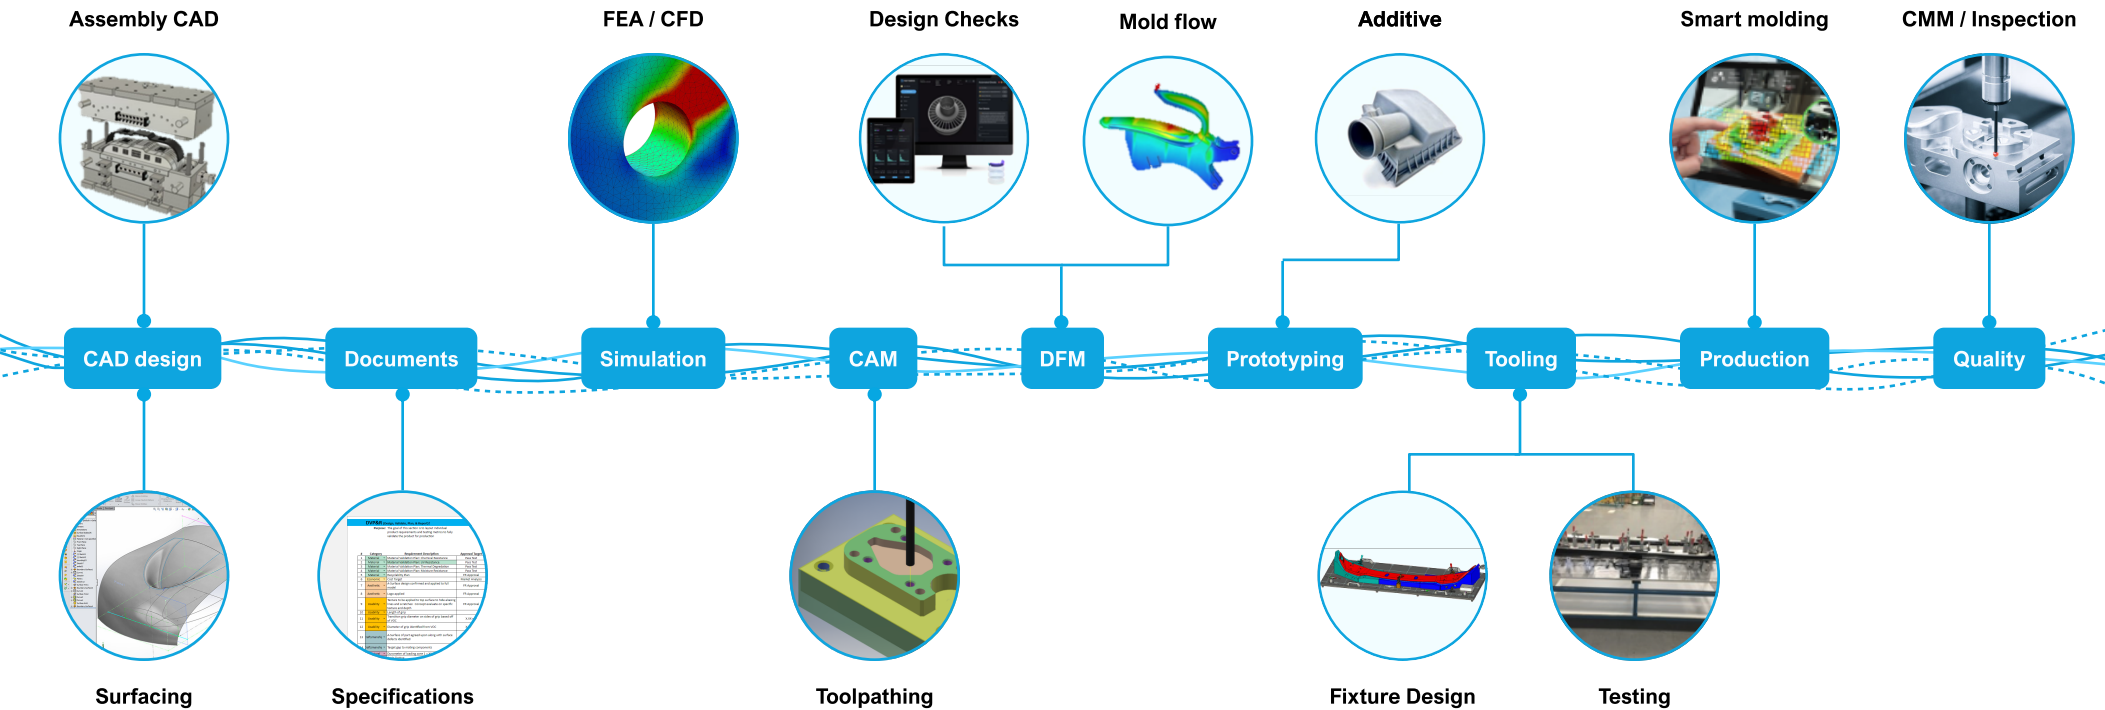 Assembly CAD
FEA / CFD
Design Checks
Mold flow
Additive
Smart molding
CMM / Inspection
CAD design
Documents
Simulation
CAM
DFM
Prototyping
Tooling
Production
Quality
DVP&R
Surfacing
Specifications
Toolpathing
Fixture Design
Testing